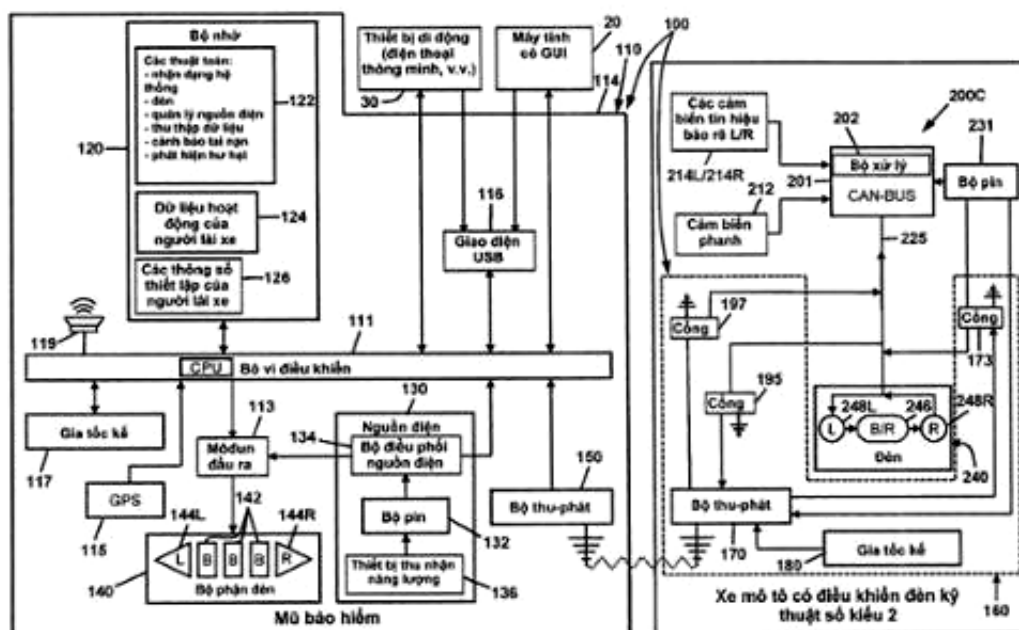 Bộ nhớ
Các thuật toán:
- nhận dạng hệ
thống
- đèn
- quản lý nguồn điện
- thu thập dữ liệu
- cảnh báo tai nạn
- phát hiện hư hại
122
120
Dữ liệu hoạt
động của
người lái xe
124
Các thông số
thiết lập của
người lái xe
126
Thiết bị di động
(điện thoại
thông minh, v.v.)
30
Máy tính
có GUI
20
114
110
100
116
Giao diện
USB
119
111
CPU
Bộ vi điều khiển
Gia tốc kế
117
GPS
115
113
Môđun
đầu ra
130
Nguồn điện
134
Bộ điều phối
nguồn điện
Bộ pin
132
Thiết bị thu nhận
năng lượng
136
150
Bộ thu-phát
144L
142
144R
L
B
B
B
R
140
Bộ phận đèn
Mũ bảo hiểm
Các cảm
biến tín hiệu
báo rẽ L/R
214L/214R
200C
202
231
Bộ xử lý
201
CAN-BUS
Bộ pin
212
Cảm biến
phanh
225
Cổng
197
Cổng
173
195
Cổng
248L
246
248R
L
B/R
R
Đèn
240
Bộ thu-phát
170
Gia tốc kế
180
Xe mô tô có điều khiển đèn kỹ
thuật số kiểu 2
160